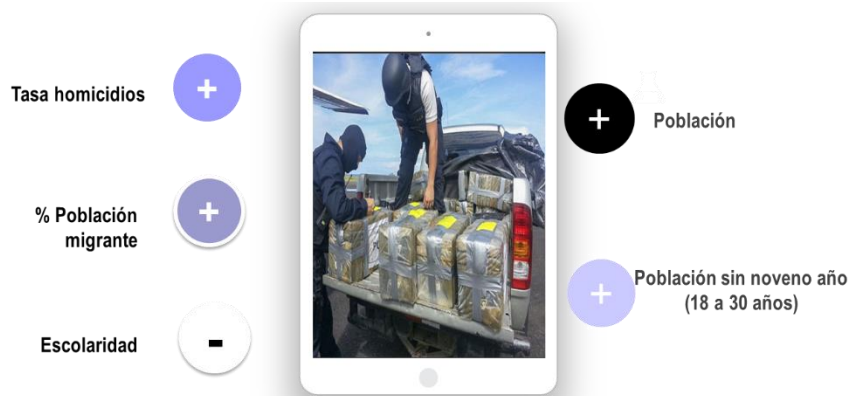 Tasa homicidios
+
% Población
migrante
+
Escolaridad
-
+
Población
+
Población sin noveno año
(18 a 30 años)